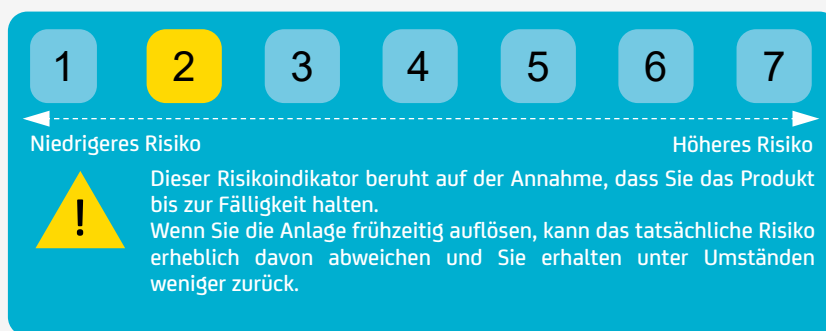 1 2 3 4 5 6 7
Niedrigeres Risiko Höheres Risiko
Dieser Risikoindikator beruht auf der Annahme, dass Sie das Produkt
bis zur Fälligkeit halten.
Wenn Sie die Anlage frühzeitig auflösen, kann das tatsächliche Risiko
erheblich davon abweichen und Sie erhalten unter Umständen
weniger zurück.
!